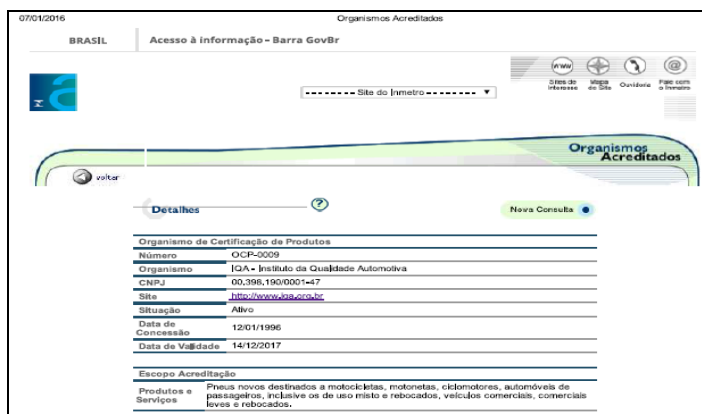 07/01/2016 Organismos Acreditados
BRASIL Acesso à informação - Barra GovBr
www
@
Sites de Interesse
Mapa do Site
Ouvidoria
Fale com o Inmetro
--------- Site do Inmetro --------- ▼
Organismos
Acreditados
voltar
Detalhes ? Nova Consulta
Organismo de Certificação de Produtos
Número OCP-0009
Organismo IQA - Instituto da Qualidade Automotiva
CNPJ 00.398.190/0001-47
Site http://www.iqa.org.br
Situação Ativo
Data de
Concessão 12/01/1996
Data de Validade 14/12/2017
Escopo Acreditação
Produtos e
Serviços
Pneus novos destinados a motocicletas, motonetas, ciclomotores, automóveis de
passageiros, inclusive os de uso misto e rebocados, veículos comerciais, comerciais
leves e rebocados.